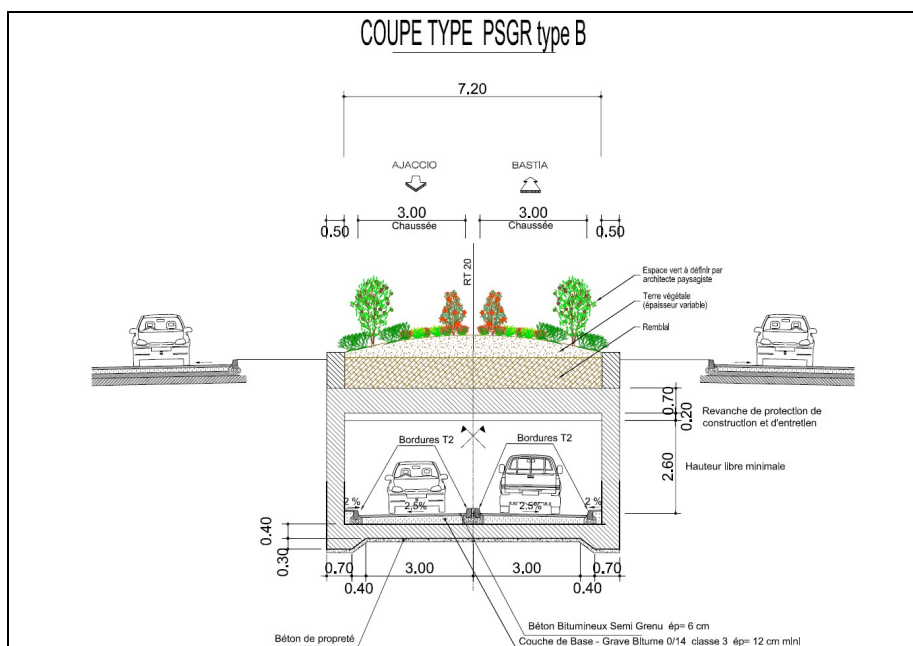 COUPE TYPE PSGR type B
7.20
AJACCIO
BASTIA
3.00
3.00
0.50
Chaussée
Chaussée
0.50
RT 20
Espace vert à définir par
architecte paysagiste
Terre végétale
(épaisseur variable)
Remblai
0.70
0.20
Revanche de protection de
construction et d'entretien
Bordures T2
Bordures T2
2.60
Hauteur libre minimale
2 %
2,5%
2,5%
2 %
0.40
0.30
0.70
3.00
3.00
0.70
0.40
0.40
Béton Bitumineux Semi Grenu ép= 6 cm
Béton de propreté
Couche de Base - Grave Bitume 0/14 classe 3 ép= 12 cm mini